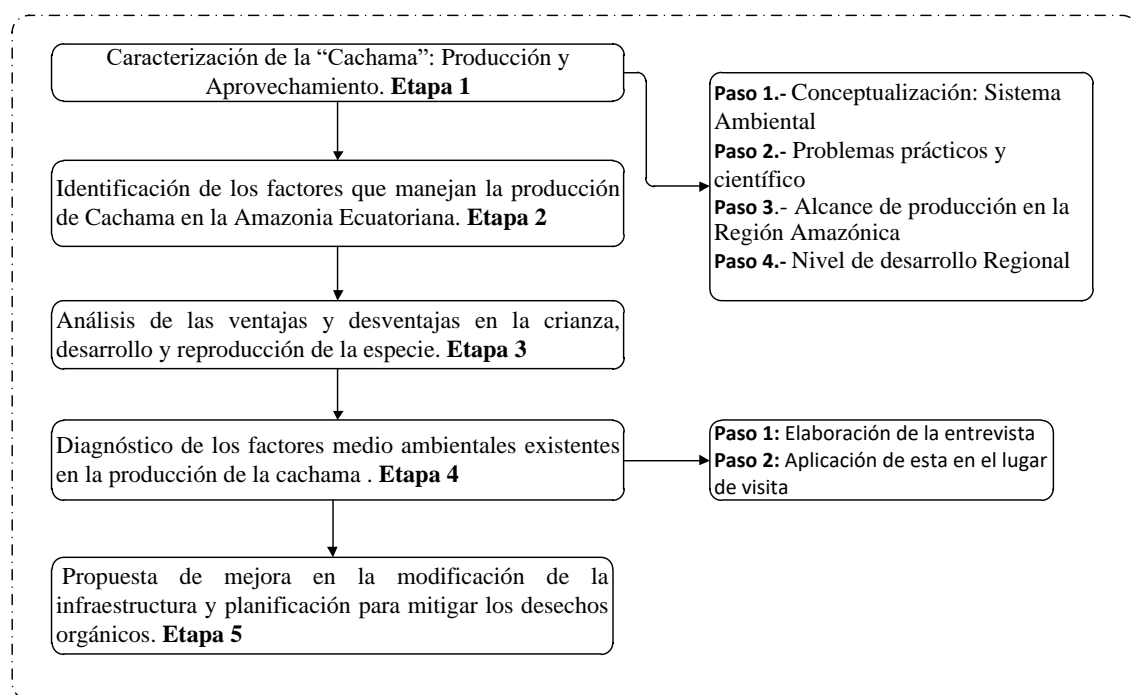 Caracterización de la “Cachama”: Producción y
Aprovechamiento. Etapa 1
Paso 1.- Conceptualización: Sistema
Ambiental
Paso 2.- Problemas prácticos y
científico
Paso 3.- Alcance de producción en la
Región Amazónica
Paso 4.- Nivel de desarrollo Regional
Identificación de los factores que manejan la producción
de Cachama en la Amazonia Ecuatoriana. Etapa 2
Análisis de las ventajas y desventajas en la crianza,
desarrollo y reproducción de la especie. Etapa 3
Diagnóstico de los factores medio ambientales existentes
en la producción de la cachama . Etapa 4
Paso 1: Elaboración de la entrevista
Paso 2: Aplicación de esta en el lugar
de visita
Propuesta de mejora en la modificación de la
infraestructura y planificación para mitigar los desechos
orgánicos. Etapa 5